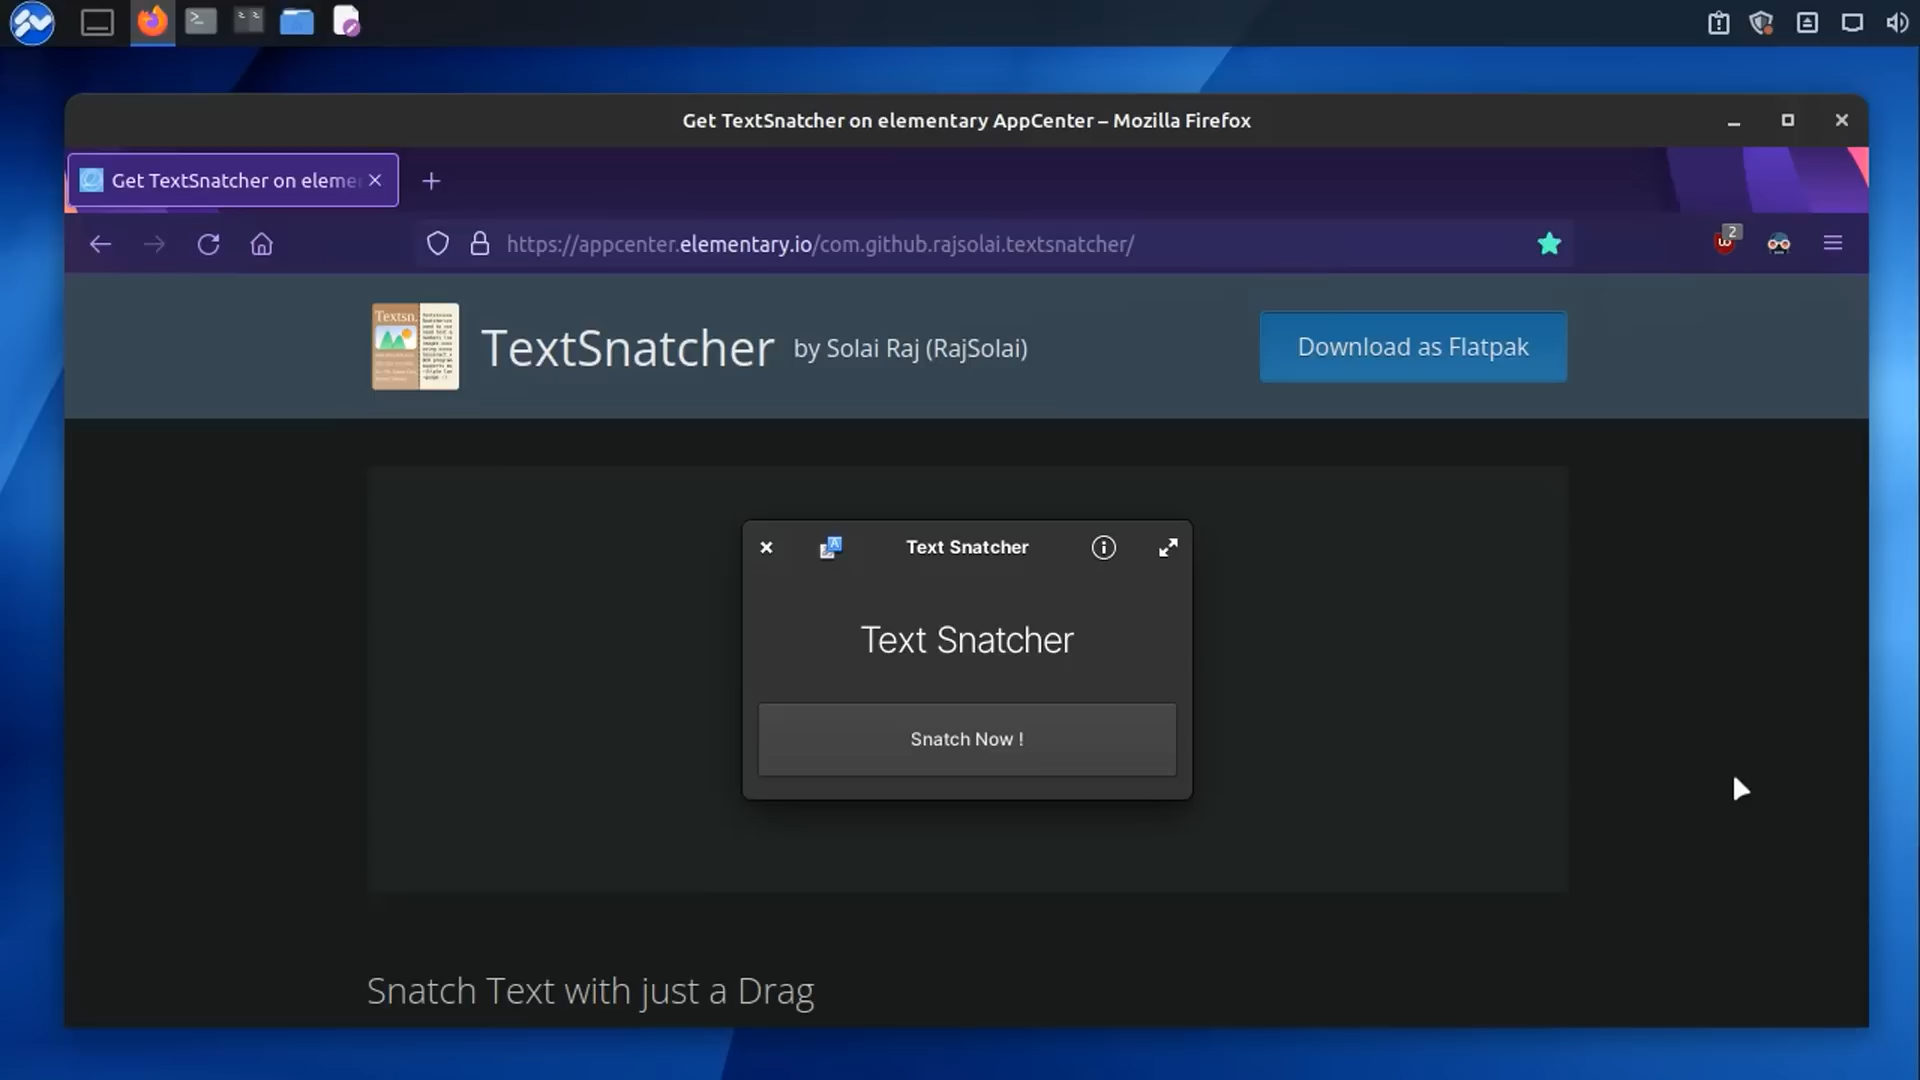 Get TextSnatcher on elementary AppCenter – Mozilla Firefox
Get TextSnatcher on eleme
https://appcenter.elementary.io/com.github.rajsolai.textsnatcher/
2
Textsn.
TextSnatcher by Solai Raj (RajSolai)
Download as Flatpak
Text Snatcher
Text Snatcher
Snatch Now !
Snatch Text with just a Drag